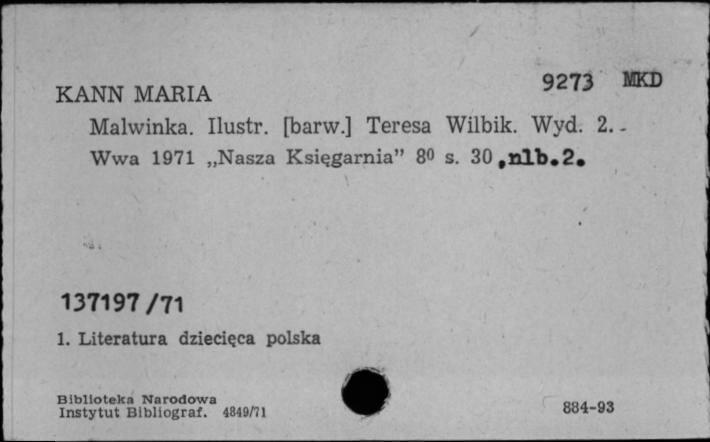 9273 MKD
KANN MARIA
Malwinka. Ilustr. [barw.] Teresa Wilbik. Wyd. 2.-
Wwa 1971 „Nasza Księgarnia” 8⁰ s. 30,nlb.2.
137197/71
1. Literatura dziecięca polska
Biblioteka Narodowa
Instytut Bibliograf. 4849/71
884-93